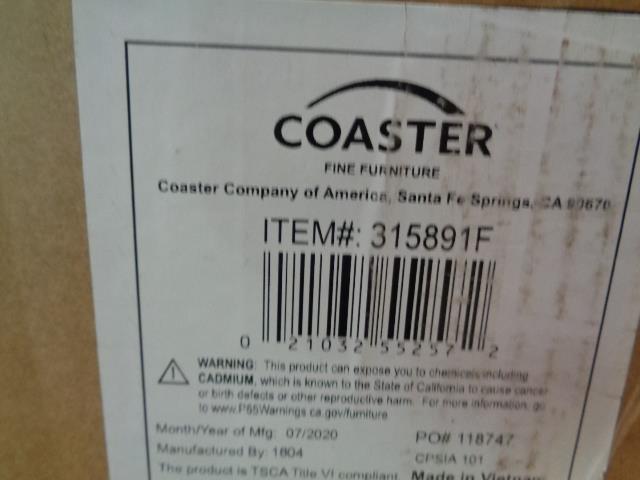 COASTER
FINE FURNITURE
Coaster Company of America, Santa Fe Springs, CA 90670
ITEM#: 315891F
0 21032 55257 2
WARNING: This product can expose you to chemicals including
CADMIUM, which is known to the State of California to cause cancer
or birth defects or other reproductive harm. For more information, go
to www.P65Warnings.ca.gov/furniture
Month/Year of Mfg: 07/2020
PO# 118747
Manufactured By: 1804
CPSIA 101
The product is TSCA Title VI compliant
Made in Vietnam